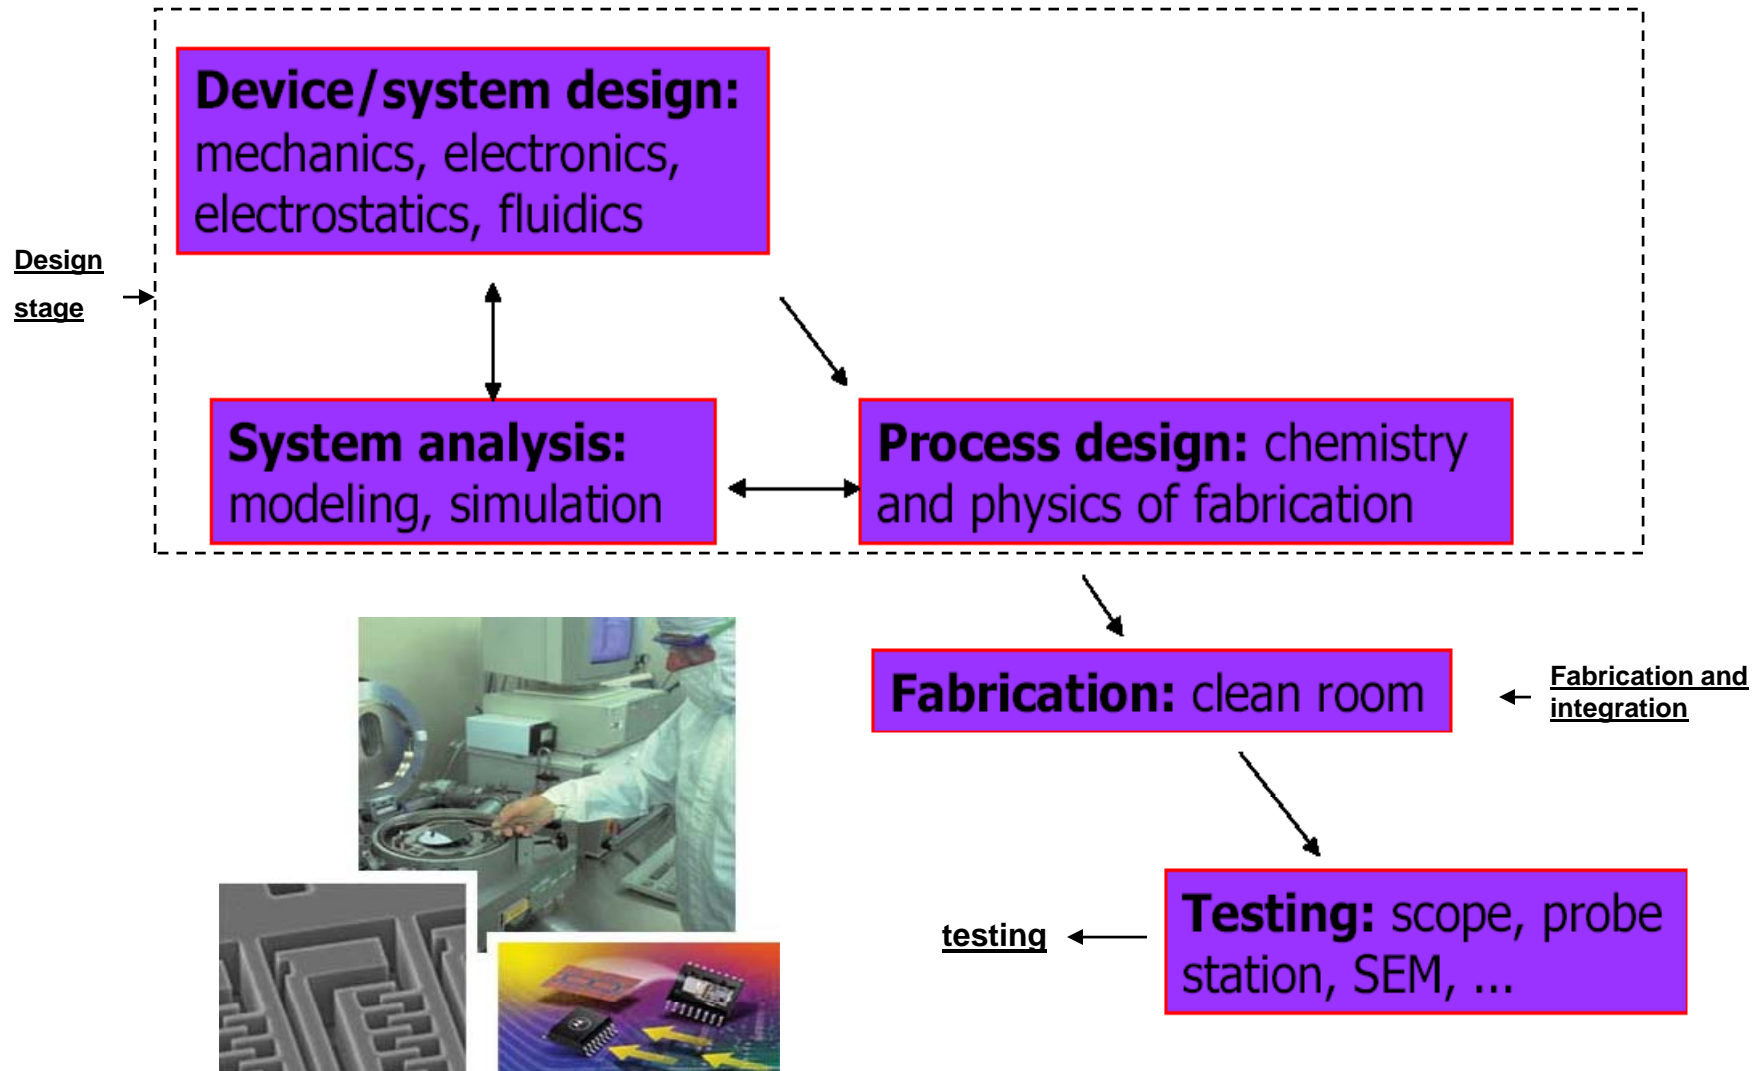 Device/system design:
mechanics, electronics,
electrostatics, fluidics
Design
stage
System analysis:
modeling, simulation
Process design: chemistry
and physics of fabrication
Fabrication: clean room
Fabrication and
integration
Testing: scope, probe
station, SEM, ...
testing